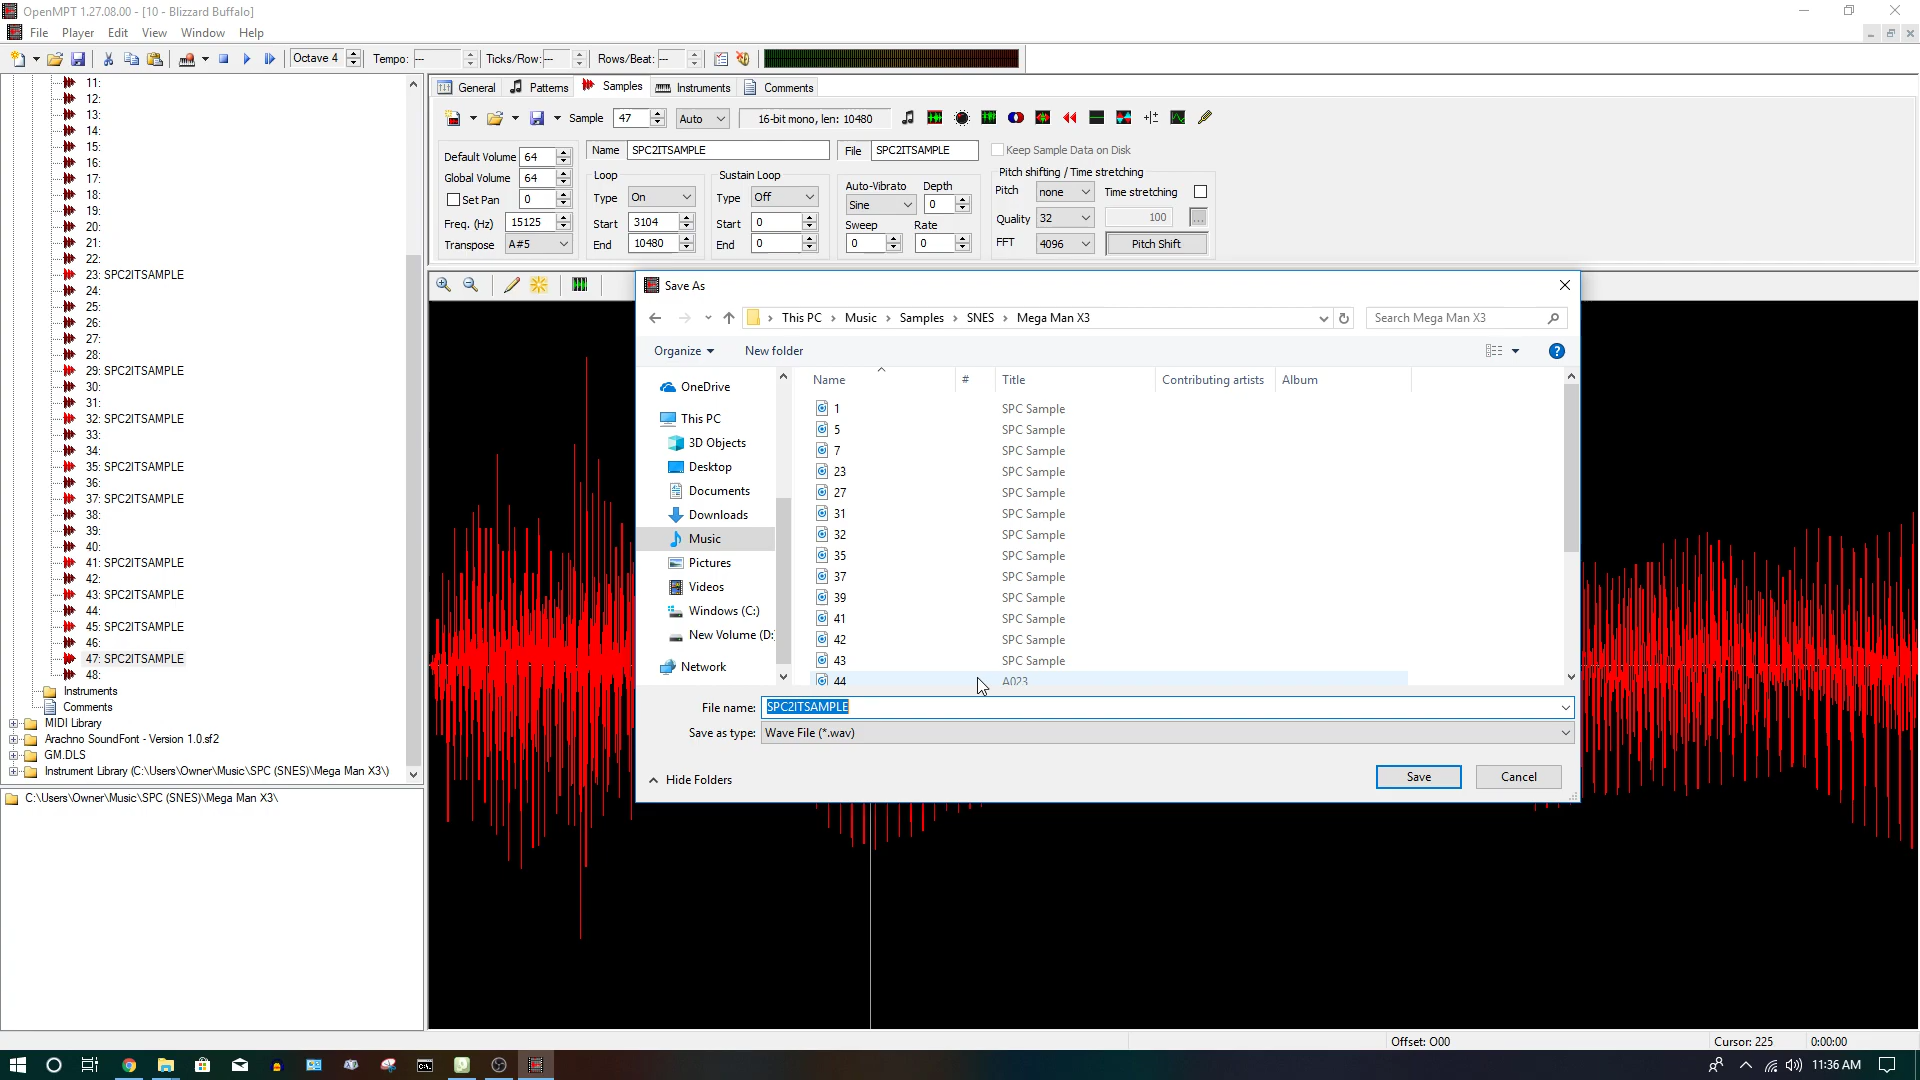 OpenMPT 1.27.08.00 - [10 - Blizzard Buffalo]
File Player Edit View Window Help
Octave 4 Tempo: --- Ticks/Row: --- Rows/Beat: ---
11:
12:
13:
14:
15:
16:
17:
18:
19:
20:
21:
22:
23: SPC2ITSAMPLE
24:
25:
26:
27:
28:
29: SPC2ITSAMPLE
30:
31:
32: SPC2ITSAMPLE
33:
34:
35: SPC2ITSAMPLE
36:
37: SPC2ITSAMPLE
38:
39:
40:
41: SPC2ITSAMPLE
42:
43: SPC2ITSAMPLE
44:
45: SPC2ITSAMPLE
46:
47: SPC2ITSAMPLE
48:
Instruments
Comments
MIDI Library
Arachno SoundFont - Version 1.0.sf2
GM.DLS
Instrument Library (C:\Users\Owner\Music\SPC (SNES)\Mega Man X3\)
C:\Users\Owner\Music\SPC (SNES)\Mega Man X3\
General Patterns Samples Instruments Comments
Sample 47 Auto 16-bit mono, len: 10480
Default Volume 64
Global Volume 64
Set Pan 0
Freq. (Hz) 15125
Transpose A#5
Name SPC2ITSAMPLE
File SPC2ITSAMPLE
Loop
Type On
Start 3104
End 10480
Sustain Loop
Type Off
Start 0
End 0
Auto-Vibrato Depth
Sine 0
Sweep Rate
0 0
Keep Sample Data on Disk
Pitch shifting / Time stretching
Pitch none Time stretching
Quality 32 100 ...
FFT 4096 Pitch Shift
Save As
This PC Music Samples SNES Mega Man X3
Search Mega Man X3
Organize New folder
OneDrive
This PC
3D Objects
Desktop
Documents
Downloads
Music
Pictures
Videos
Windows (C:)
New Volume (D:
Network
Name # Title Contributing artists Album
1 SPC Sample
5 SPC Sample
7 SPC Sample
23 SPC Sample
27 SPC Sample
31 SPC Sample
32 SPC Sample
35 SPC Sample
37 SPC Sample
39 SPC Sample
41 SPC Sample
42 SPC Sample
43 SPC Sample
44 A023
File name: SPC2ITSAMPLE
Save as type: Wave File (*.wav)
Hide Folders
Save Cancel
Offset: O00 Cursor: 225 0:00:00
11:36 AM